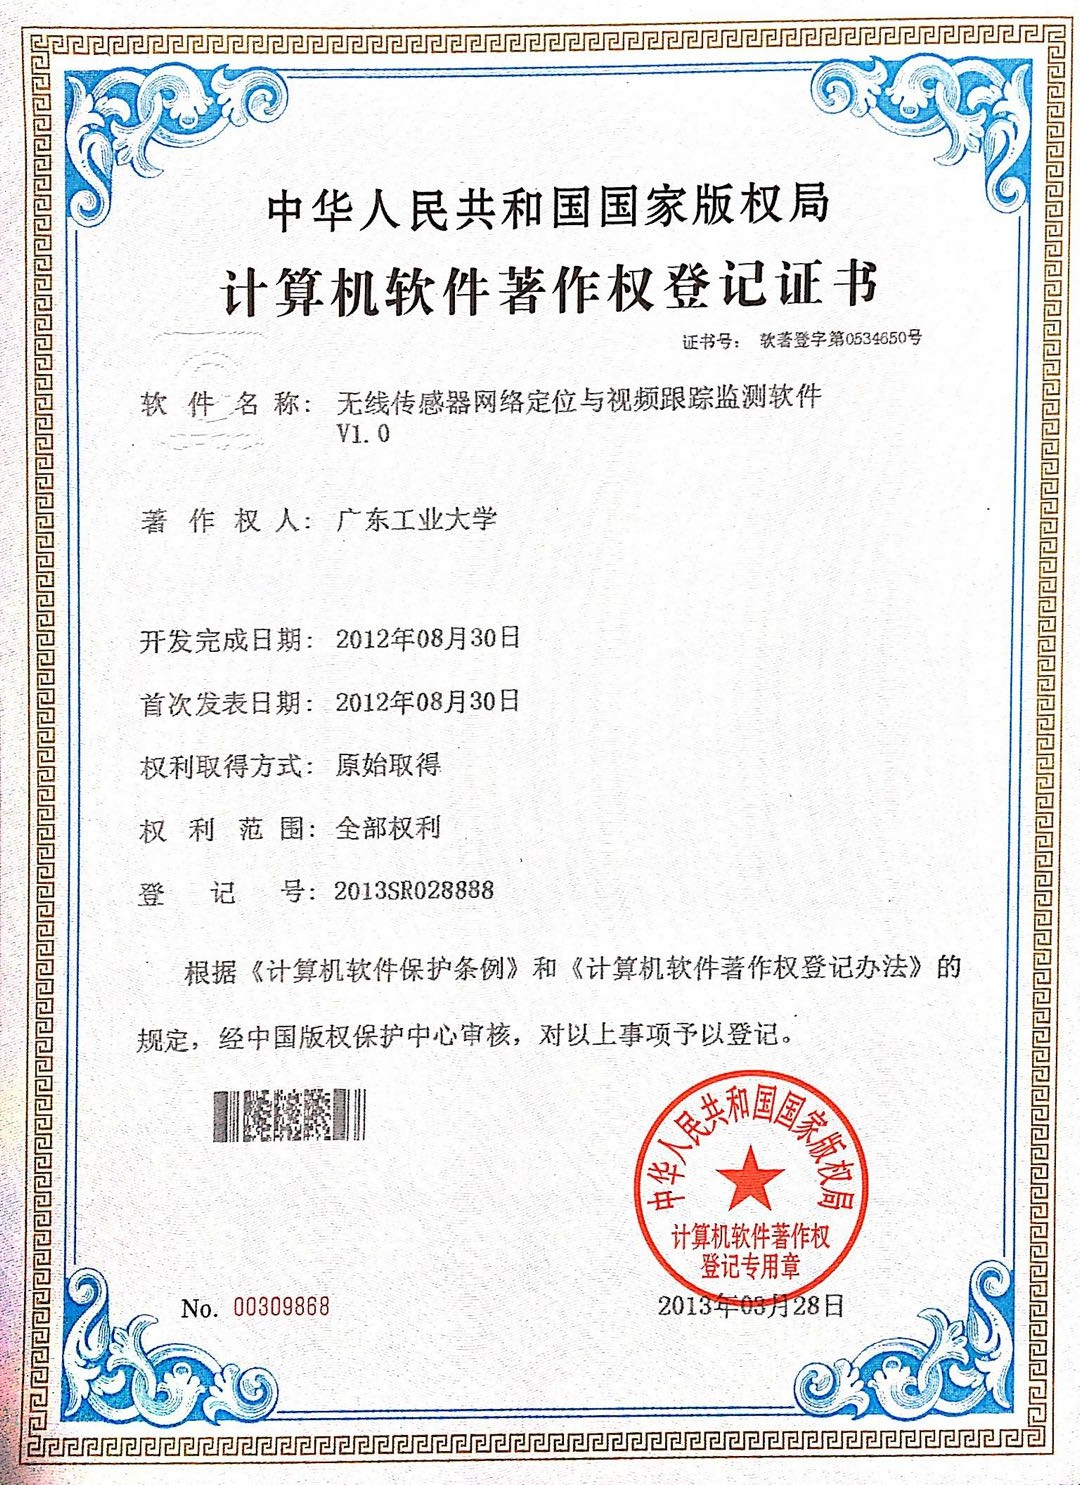 中华人民共和国国家版权局
计算机软件著作权登记证书
证书号： 软著登字第0534650号
软件名称： 无线传感器网络定位与视频跟踪监测软件
V1.0
著作权人： 广东工业大学
开发完成日期： 2012年08月30日
首次发表日期： 2012年08月30日
权利取得方式： 原始取得
权利范围： 全部权利
登记号： 2013SR028888
根据《计算机软件保护条例》和《计算机软件著作权登记办法》的
规定，经中国版权保护中心审核，对以上事项予以登记。
中华人民共和国国家版权局
计算机软件著作权
登记专用章
No. 00309868
2013年03月28日